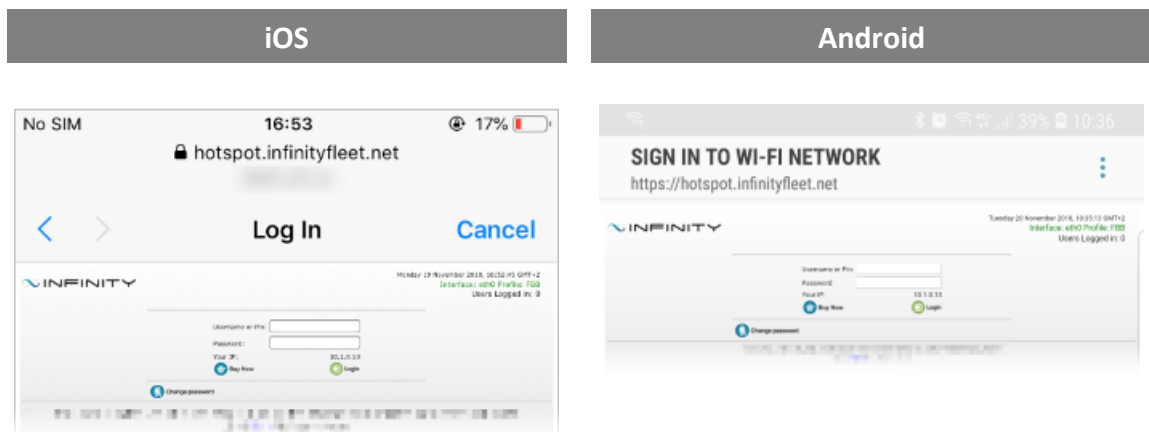 iOS
Android
No SIM
16:53
17%
hotspot.infinityfleet.net
Log In
Cancel
INFINITY
Monday 19 November 2018, 16:52:45 GMT+2
Interface: eth0 Profile: FBB
Users Logged in: 0
Username or Pin:
Password:
Your IP:
10.1.0.13
Buy Now
Login
Change password
39%
10:36
SIGN IN TO WI-FI NETWORK
https://hotspot.infinityfleet.net
INFINITY
Tuesday 20 November 2018, 10:35:10 GMT+2
Interface: eth0 Profile: FBB
Users Logged in: 0
Username or Pin:
Password:
Your IP:
10.1.0.13
Buy Now
Login
Change password